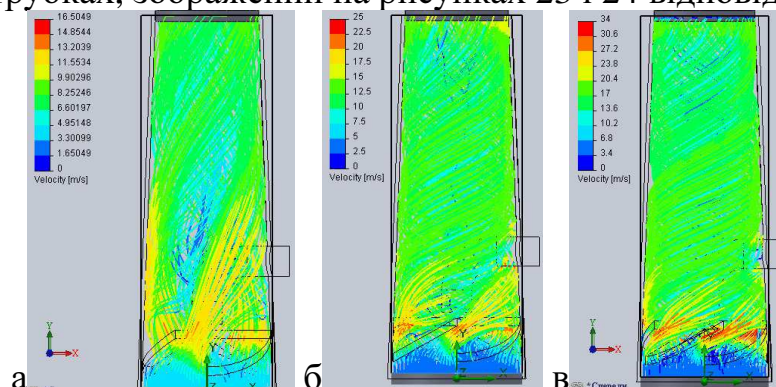 трубках, зображений на рисунках 23 і 24 відповід
16.5049
14.8544
13.2039
11.5534
9.90296
8.25246
6.60197
4.95148
3.30099
1.65049
0
Velocity [m/s]
Y
X
а
25
22.5
20
17.5
15
12.5
10
7.5
5
2.5
0
Velocity [m/s]
Y
Z
X
б
34
30.6
27.2
23.8
20.4
17
13.6
10.2
6.8
3.4
0
Velocity [m/s]
Y
X
в
*Спереди